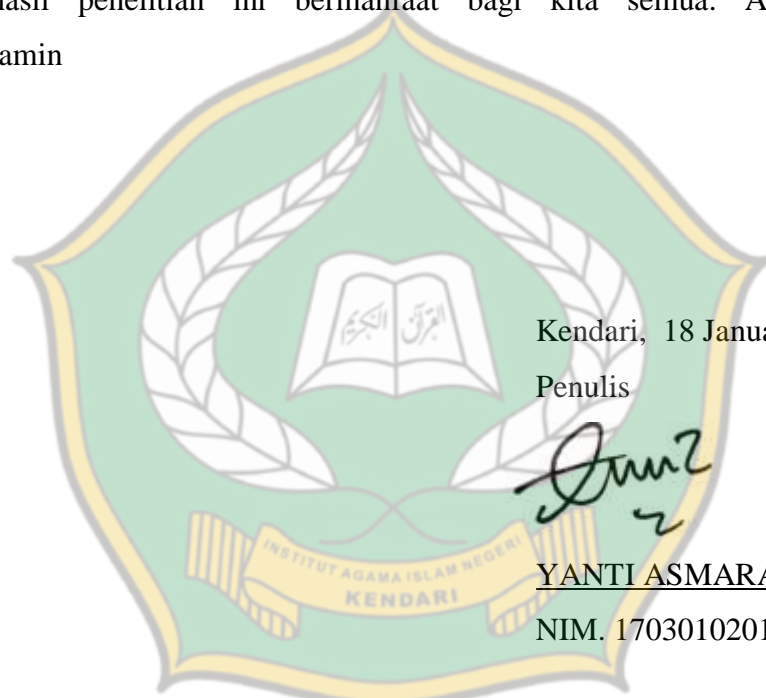 hasil penelitian ini bermanfaat bagi kita semua. A
amin
القرآن الكريم
Kendari, 18 Janua
Penulis
YANTI ASMARA
NIM. 1703010201
INSTITUT AGAMA ISLAM NEGERI
KENDARI